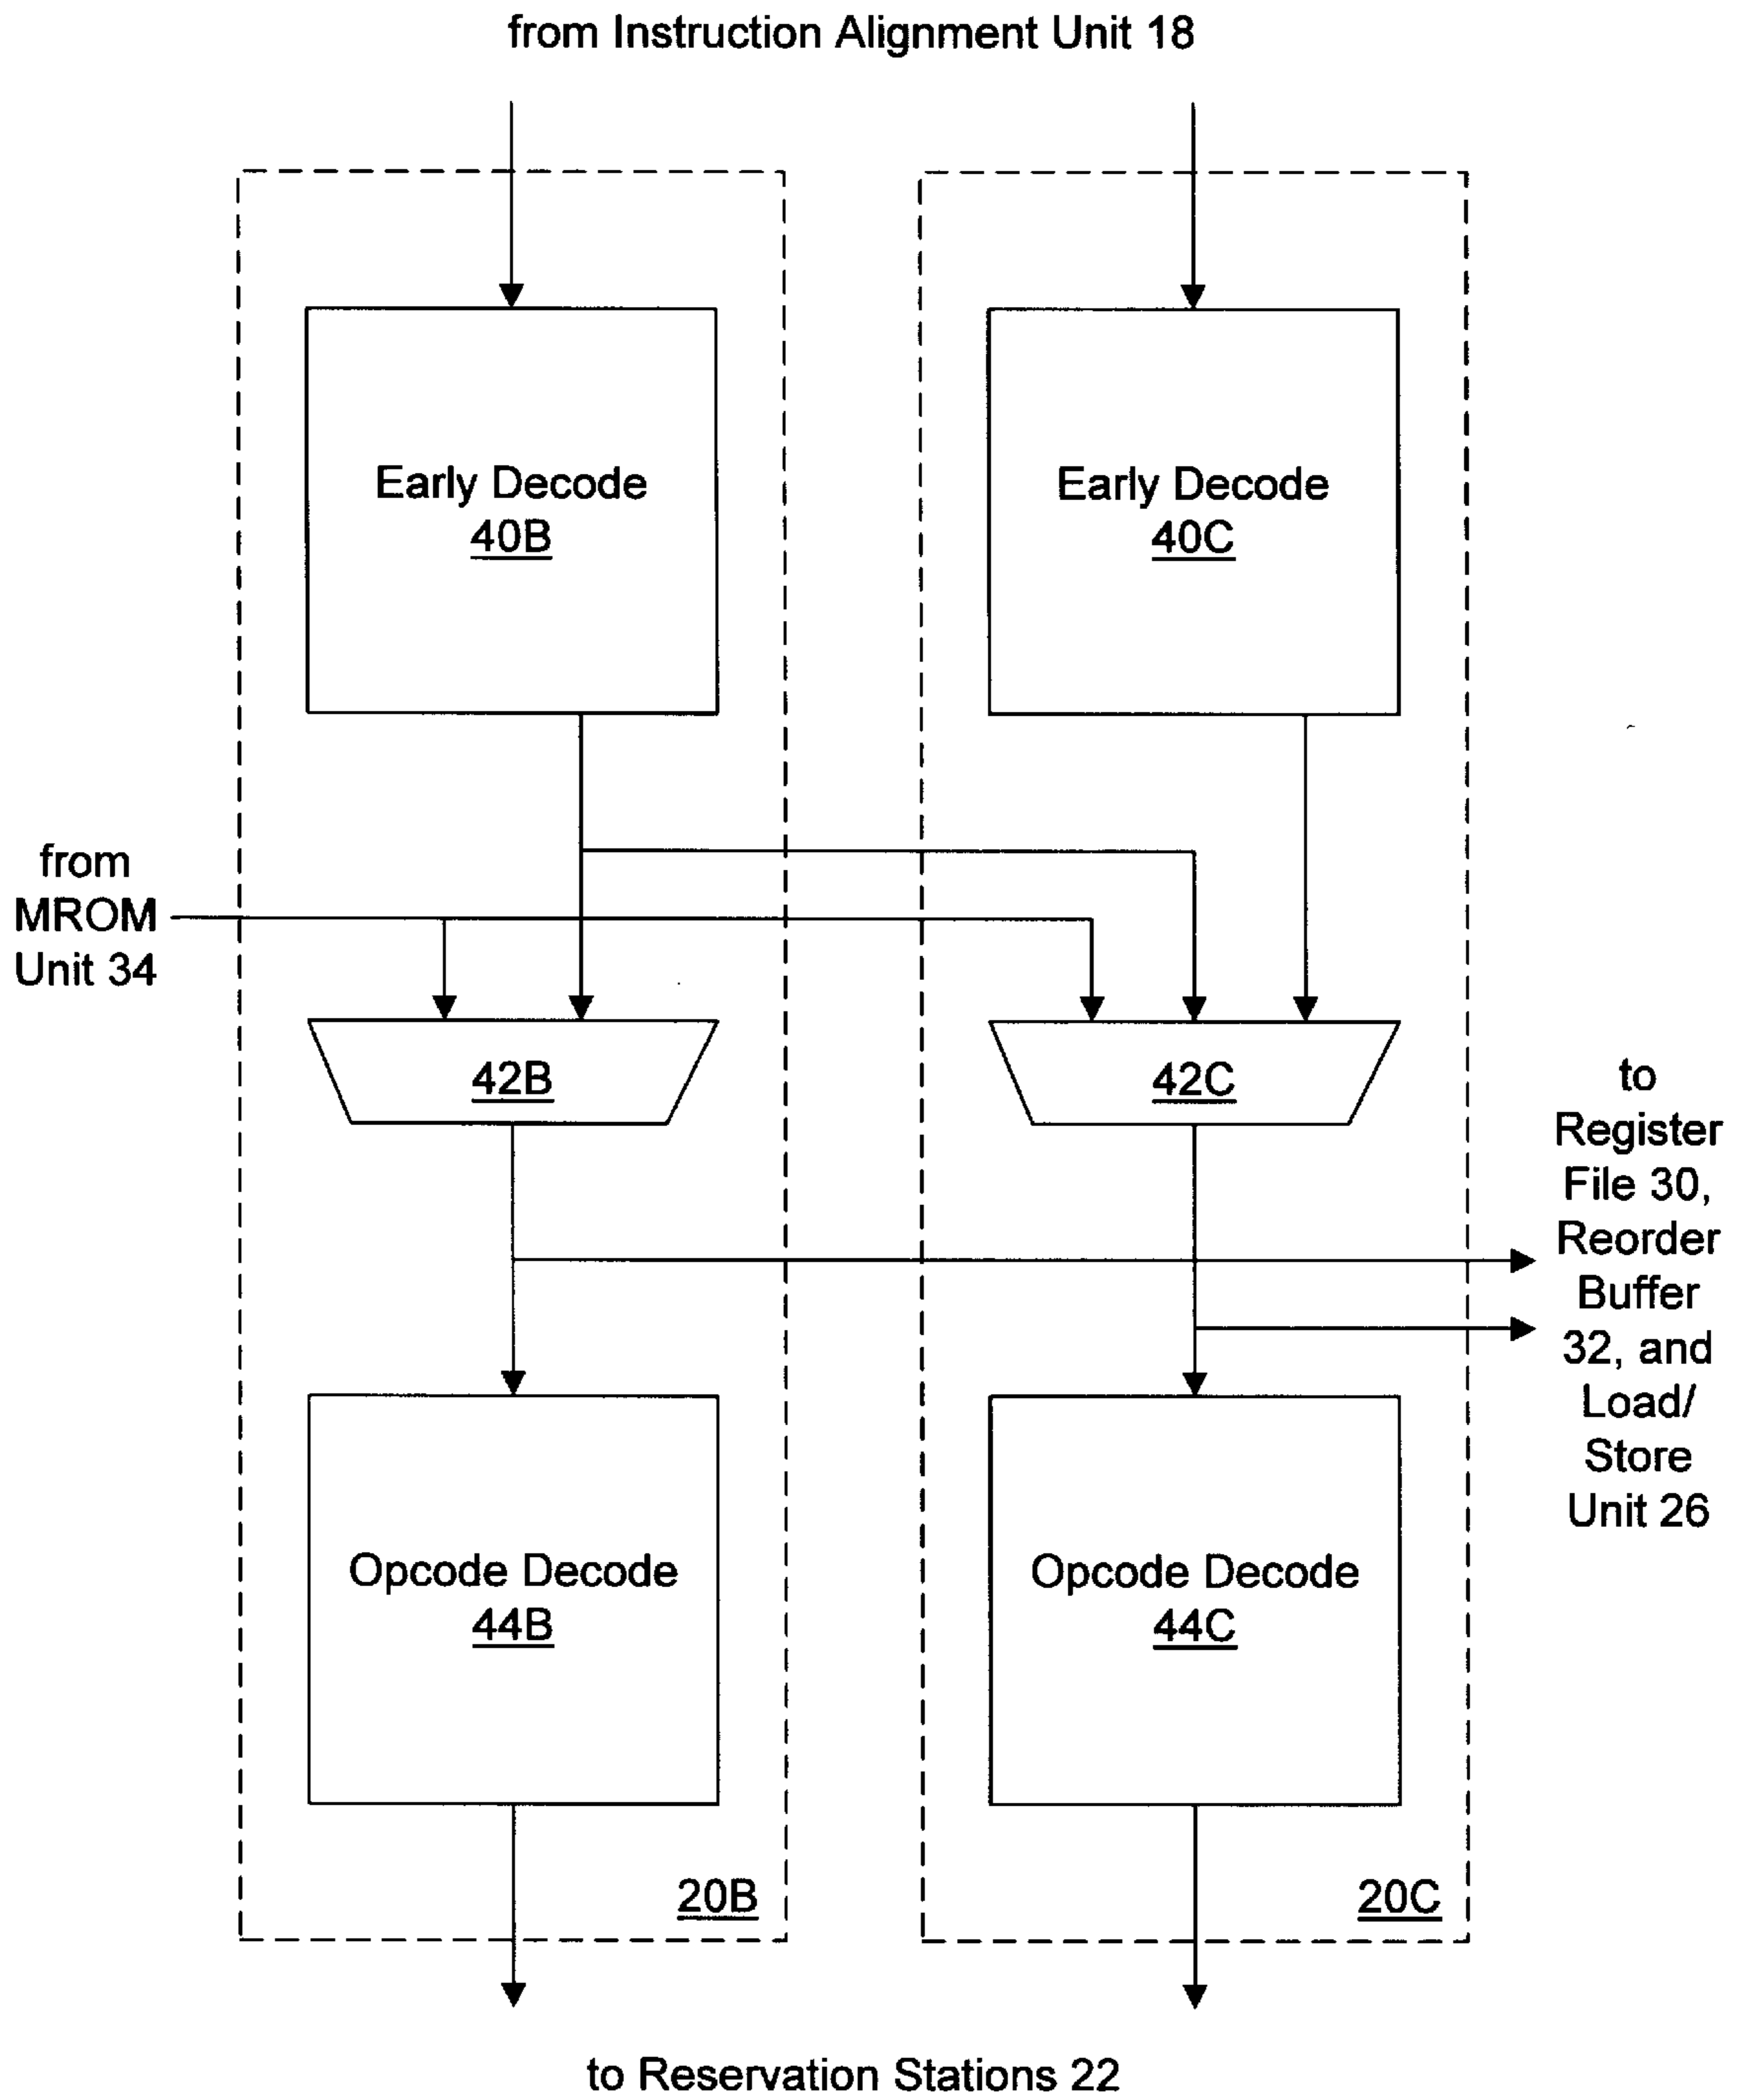 from Instruction Alignment Unit 18
Early Decode
40B
Early Decode
40C
from
MROM
Unit 34
42B
42C
to
Register
File 30,
Reorder
Buffer
32, and
Load/
Store
Unit 26
Opcode Decode
44B
Opcode Decode
44C
20B
20C
to Reservation Stations 22